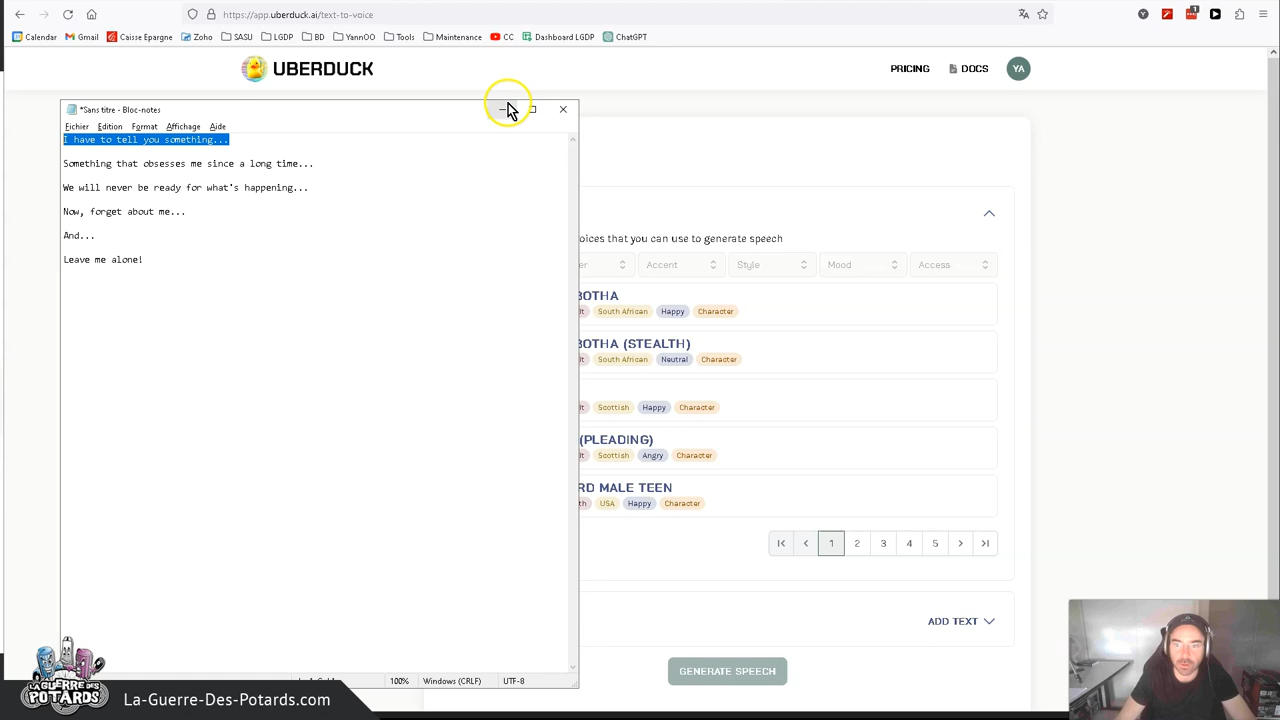 https://app.uberduck.ai/text-to-voice
Calendar Gmail Caisse Epargne Zoho SASU LGDP BD YannOO Tools Maintenance CC Dashboard LGDP ChatGPT
UBERDUCK
PRICING DOCS YA
*Sans titre - Bloc-notes
Fichier Edition Format Affichage Aide
I have to tell you something...
Something that obsesses me since a long time...
We will never be ready for what's happening...
Now, forget about me...
And...
Leave me alone!
oices that you can use to generate speech
er Accent Style Mood Access
BOTHA
lt South African Happy Character
BOTHA (STEALTH)
lt South African Neutral Character
lt Scottish Happy Character
(PLEADING)
lt Scottish Angry Character
RD MALE TEEN
th USA Happy Character
1 2 3 4 5
ADD TEXT
GENERATE SPEECH
100% Windows (CRLF) UTF-8
LA GUERRE DES POTARDS
La-Guerre-Des-Potards.com